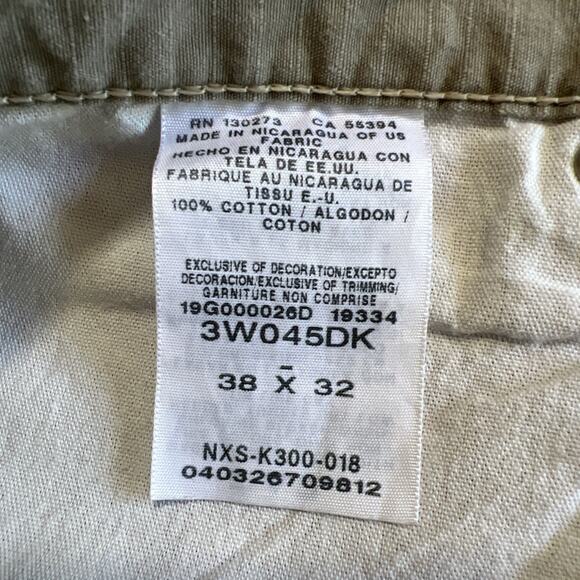 RN 130273 CA 55394
MADE IN NICARAGUA OF US
FABRIC
HECHO EN NICARAGUA CON
TELA DE EE.UU.
FABRIQUE AU NICARAGUA DE
TISSU E.-U.
100% COTTON / ALGODON /
COTON
EXCLUSIVE OF DECORATION/EXCEPTO
DECORACION/EXCLUSIVE OF TRIMMING/
GARNITURE NON COMPRISE
19G000026D 19334
3W045DK
38 X 32
NXS-K300-018
040326709812